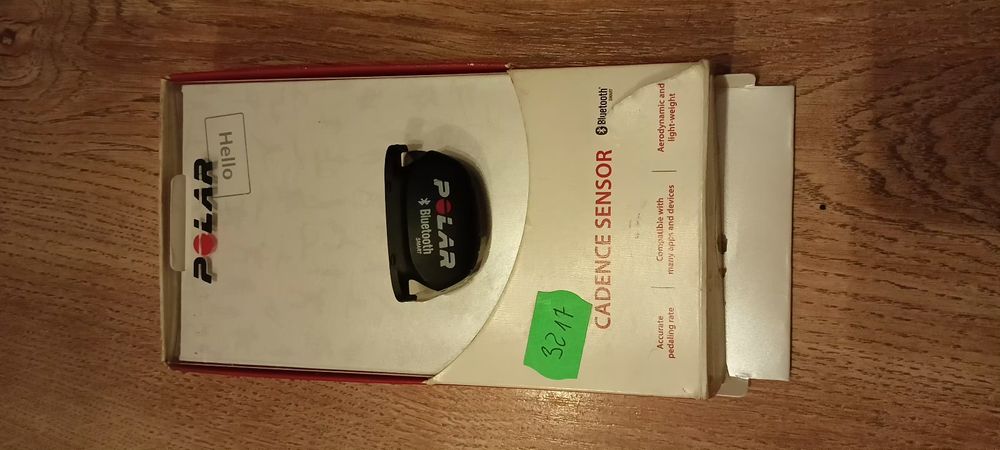 POLAR
Hello
POLAR
Bluetooth
SMART
CADENCE SENSOR
Bluetooth
SMART
Accurate
pedaling rate
Compatible with
many apps and devices
Aerodynamic and
light-weight
3217